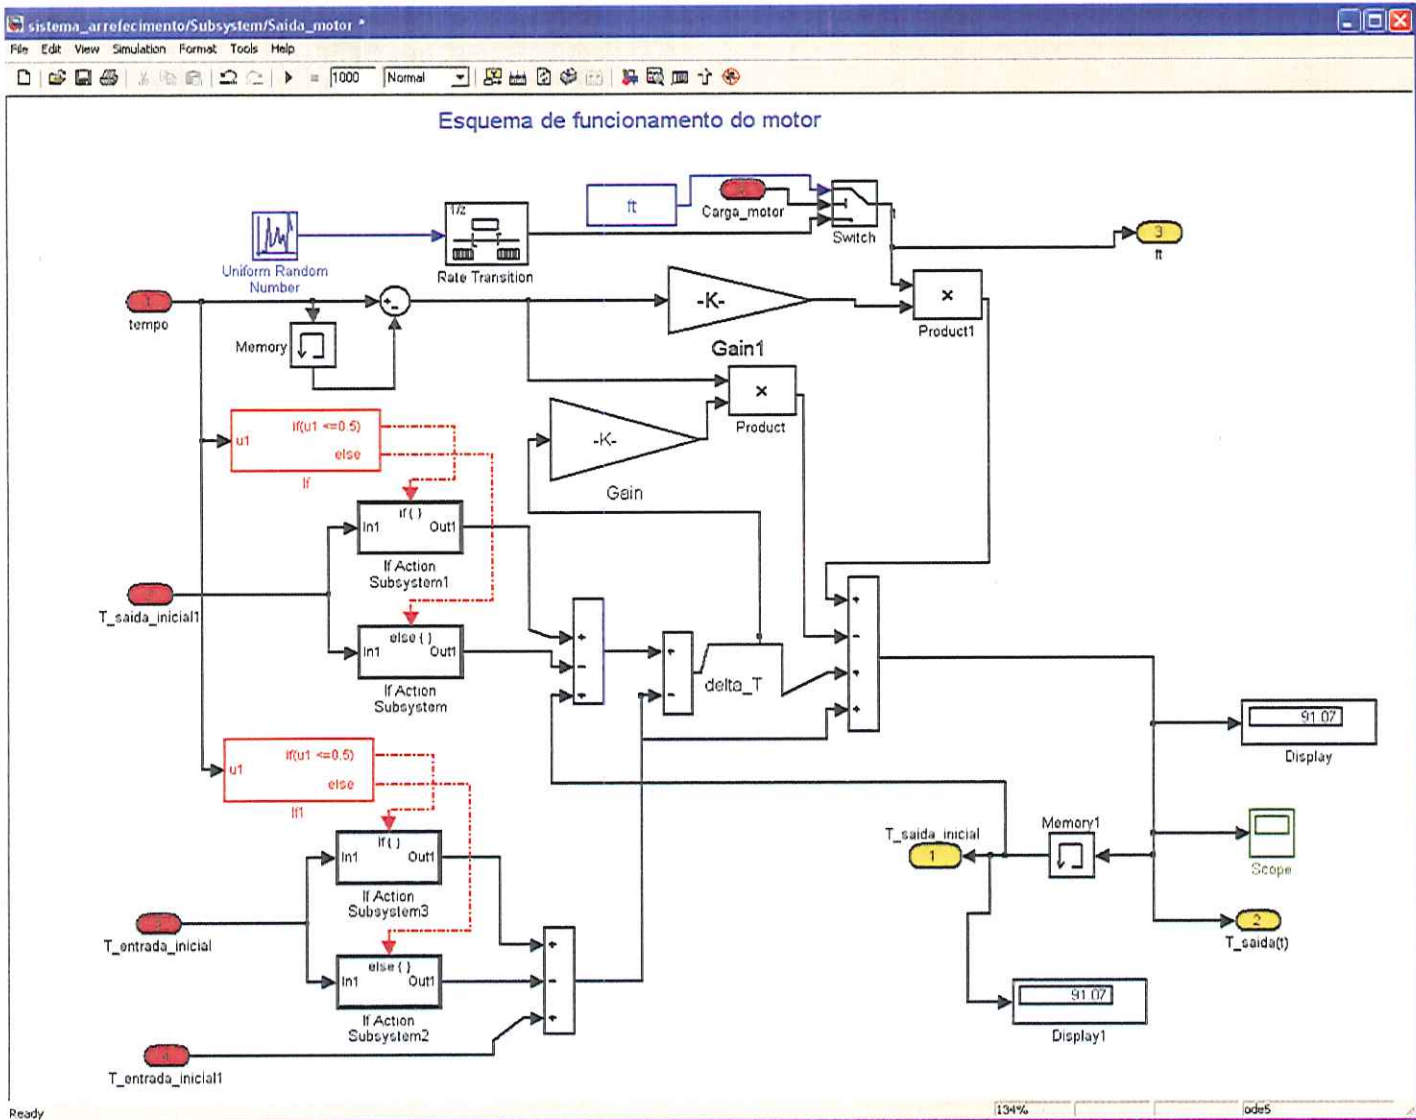 sistema_arrefecimento/Subsystem/Saída_motor *
File Edit View Simulation Format Tools Help
1000 Normal
Esquema de funcionamento do motor
1/z
ft
Carga_motor
Switch
3
ft
Uniform Random
Number
Rate Transition
1
tempo
+
-
-K-
×
Product1
Memory
Gain1
×
Product
-K-
Gain
u1
if(u1 <=0.5)
else
If
if { }
In1
Out1
If Action
Subsystem1
T_saida_inicial1
else { }
In1
Out1
If Action
Subsystem
+
-
+
+
-
delta_T
+
-
+
+
91.07
Display
u1
if(u1 <=0.5)
else
If1
if { }
In1
Out1
If Action
Subsystem3
T_saida_inicial
1
Memory1
Scope
T_entrada_inicial
2
T_saida(t)
else { }
In1
Out1
If Action
Subsystem2
+
-
+
91.07
Display1
4
T_entrada_inicial1
Ready
134%
ode5